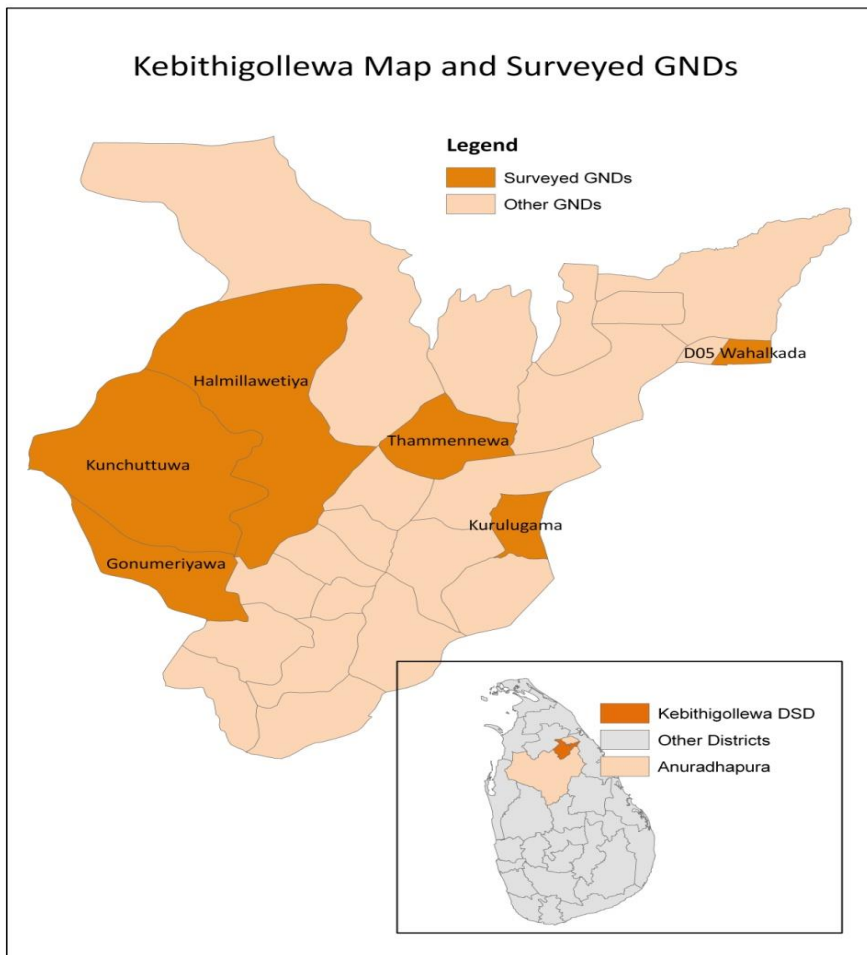 Kebithigollewa Map and Surveyed GNDs
Legend
Surveyed GNDs
Other GNDs
D05 Wahalkada
Halmillawetiya
Thammennewa
Kunchuttuwa
Kurulugama
Gonumeriyawa
Kebithigollewa DSD
Other Districts
Anuradhapura